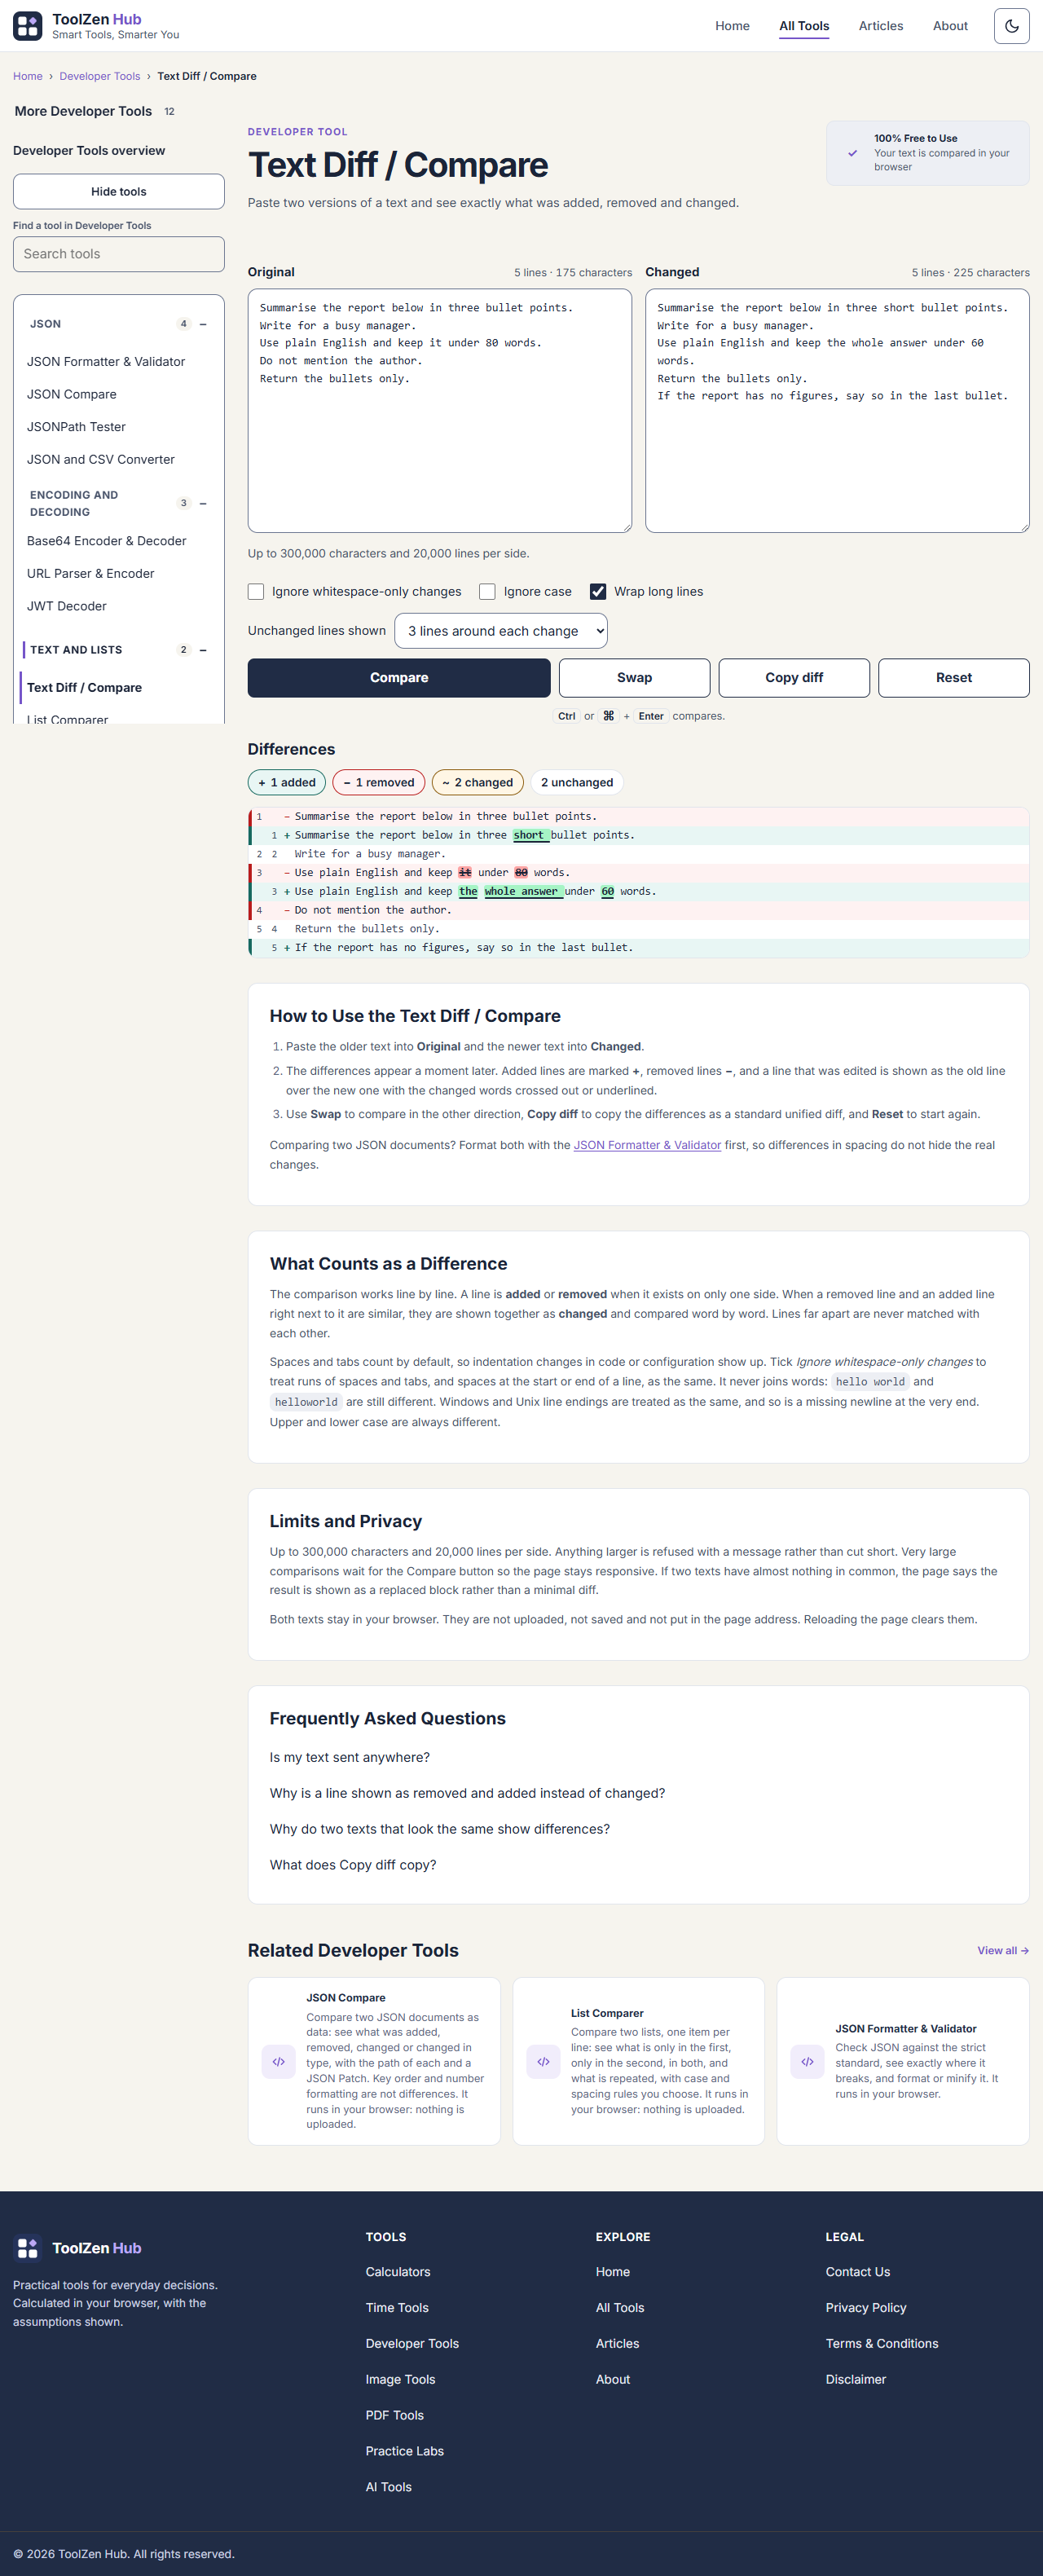 ToolZen Hub
Smart Tools, Smarter You
Home
All Tools
Articles
About
Home › Developer Tools › Text Diff / Compare
More Developer Tools 12
Developer Tools overview
Hide tools
Find a tool in Developer Tools
Search tools
JSON 4 −
JSON Formatter & Validator
JSON Compare
JSONPath Tester
JSON and CSV Converter
ENCODING AND
DECODING 3 −
Base64 Encoder & Decoder
URL Parser & Encoder
JWT Decoder
TEXT AND LISTS 2 −
Text Diff / Compare
List Comparer
DEVELOPER TOOL
Text Diff / Compare
Paste two versions of a text and see exactly what was added, removed and changed.
✓ 100% Free to Use
Your text is compared in your
browser
Original 5 lines · 175 characters
Summarise the report below in three bullet points.
Write for a busy manager.
Use plain English and keep it under 80 words.
Do not mention the author.
Return the bullets only.
Changed 5 lines · 225 characters
Summarise the report below in three short bullet points.
Write for a busy manager.
Use plain English and keep the whole answer under 60
words.
Return the bullets only.
If the report has no figures, say so in the last bullet.
Up to 300,000 characters and 20,000 lines per side.
Ignore whitespace-only changes
Ignore case
Wrap long lines
Unchanged lines shown 3 lines around each change
Compare
Swap
Copy diff
Reset
Ctrl or ⌘ + Enter compares.
Differences
+ 1 added
− 1 removed
~ 2 changed
2 unchanged
1 − Summarise the report below in three bullet points.
1 + Summarise the report below in three short bullet points.
2 2 Write for a busy manager.
3 − Use plain English and keep it under 80 words.
3 + Use plain English and keep the whole answer under 60 words.
4 − Do not mention the author.
5 4 Return the bullets only.
5 + If the report has no figures, say so in the last bullet.
How to Use the Text Diff / Compare
1. Paste the older text into Original and the newer text into Changed.
2. The differences appear a moment later. Added lines are marked +, removed lines −, and a line that was edited is shown as the old line
over the new one with the changed words crossed out or underlined.
3. Use Swap to compare in the other direction, Copy diff to copy the differences as a standard unified diff, and Reset to start again.
Comparing two JSON documents? Format both with the JSON Formatter & Validator first, so differences in spacing do not hide the real
changes.
What Counts as a Difference
The comparison works line by line. A line is added or removed when it exists on only one side. When a removed line and an added line
right next to it are similar, they are shown together as changed and compared word by word. Lines far apart are never matched with
each other.
Spaces and tabs count by default, so indentation changes in code or configuration show up. Tick Ignore whitespace-only changes to
treat runs of spaces and tabs, and spaces at the start or end of a line, as the same. It never joins words: hello world and
helloworld are still different. Windows and Unix line endings are treated as the same, and so is a missing newline at the very end.
Upper and lower case are always different.
Limits and Privacy
Up to 300,000 characters and 20,000 lines per side. Anything larger is refused with a message rather than cut short. Very large
comparisons wait for the Compare button so the page stays responsive. If two texts have almost nothing in common, the page says the
result is shown as a replaced block rather than a minimal diff.
Both texts stay in your browser. They are not uploaded, not saved and not put in the page address. Reloading the page clears them.
Frequently Asked Questions
Is my text sent anywhere?
Why is a line shown as removed and added instead of changed?
Why do two texts that look the same show differences?
What does Copy diff copy?
Related Developer Tools
View all →
JSON Compare
Compare two JSON documents as
data: see what was added,
removed, changed or changed in
type, with the path of each and a
JSON Patch. Key order and number
formatting are not differences. It
runs in your browser: nothing is
uploaded.
List Comparer
Compare two lists, one item per
line: see what is only in the first,
only in the second, in both, and
what is repeated, with case and
spacing rules you choose. It runs in
your browser: nothing is uploaded.
JSON Formatter & Validator
Check JSON against the strict
standard, see exactly where it
breaks, and format or minify it. It
runs in your browser.
ToolZen Hub
Practical tools for everyday decisions.
Calculated in your browser, with the
assumptions shown.
TOOLS
Calculators
Time Tools
Developer Tools
Image Tools
PDF Tools
Practice Labs
AI Tools
EXPLORE
Home
All Tools
Articles
About
LEGAL
Contact Us
Privacy Policy
Terms & Conditions
Disclaimer
© 2026 ToolZen Hub. All rights reserved.